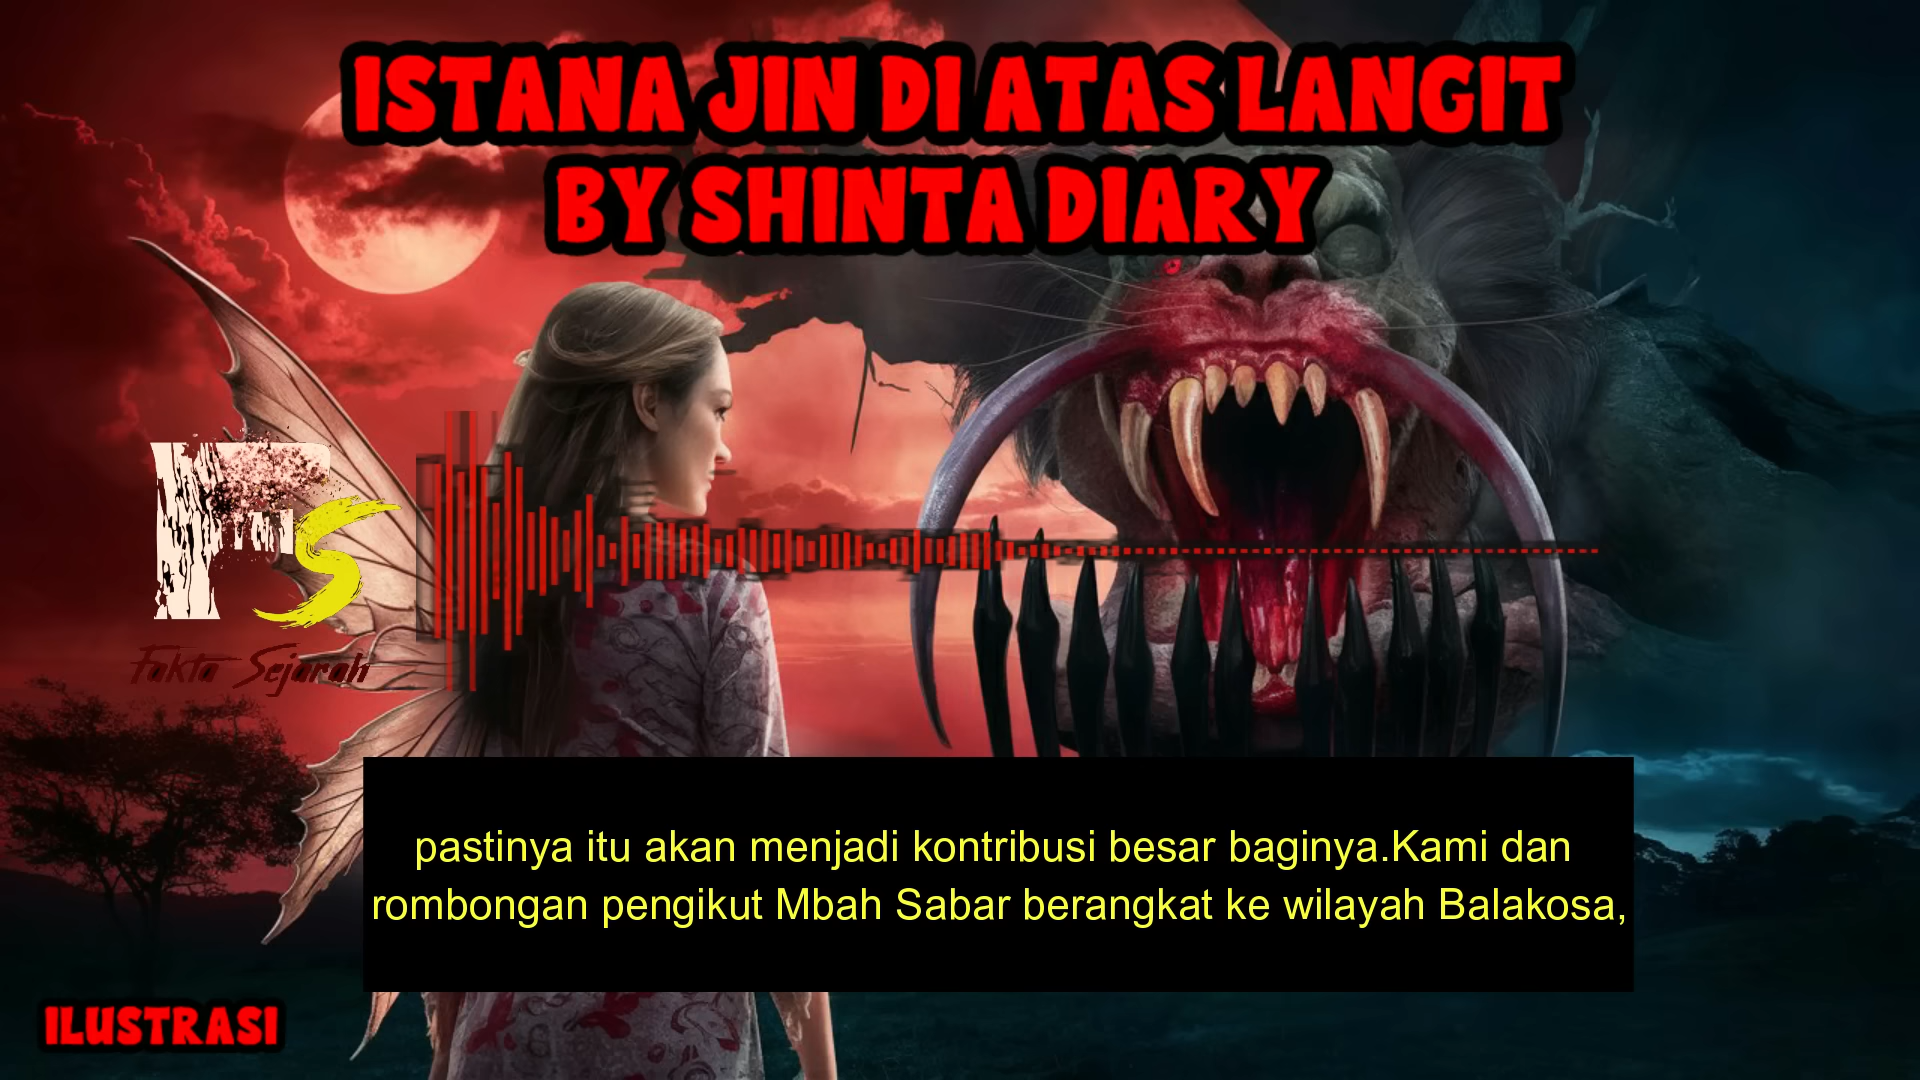 ISTANA JIN DI ATAS LANGIT
BY SHINTA DIARY
FS
Fakta Sejarah
pastinya itu akan menjadi kontribusi besar baginya.Kami dan
rombongan pengikut Mbah Sabar berangkat ke wilayah Balakosa,
ILUSTRASI